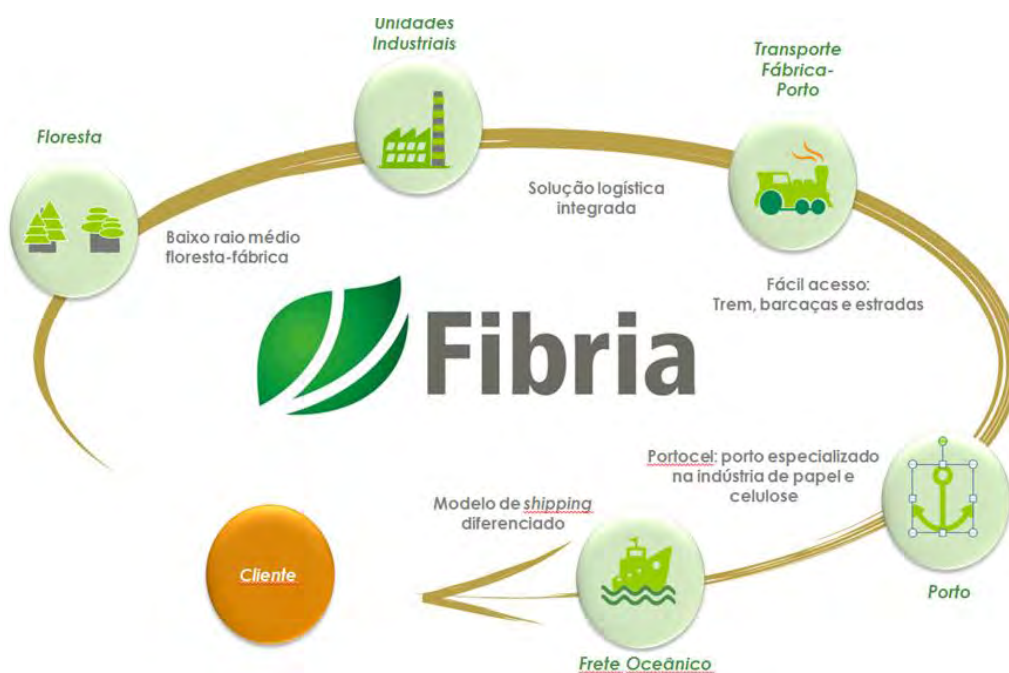 Unidades
Industriais
Transporte
Fábrica-
Porto
Floresta
Solução logística
integrada
Baixo raio médio
floresta-fábrica
Fácil acesso:
Trem, barcaças e estradas
Fibria
Portocel: porto especializado
na indústria de papel e
celulose
Modelo de shipping
diferenciado
Cliente
Porto
Frete Oceânico